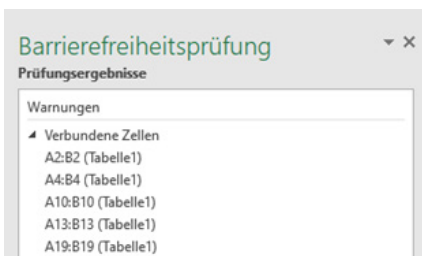 Barrierefreiheitsprüfung
Prüfungsergebnisse
Warnungen
Verbundene Zellen
A2:B2 (Tabelle1)
A4:B4 (Tabelle1)
A10:B10 (Tabelle1)
A13:B13 (Tabelle1)
A19:B19 (Tabelle1)